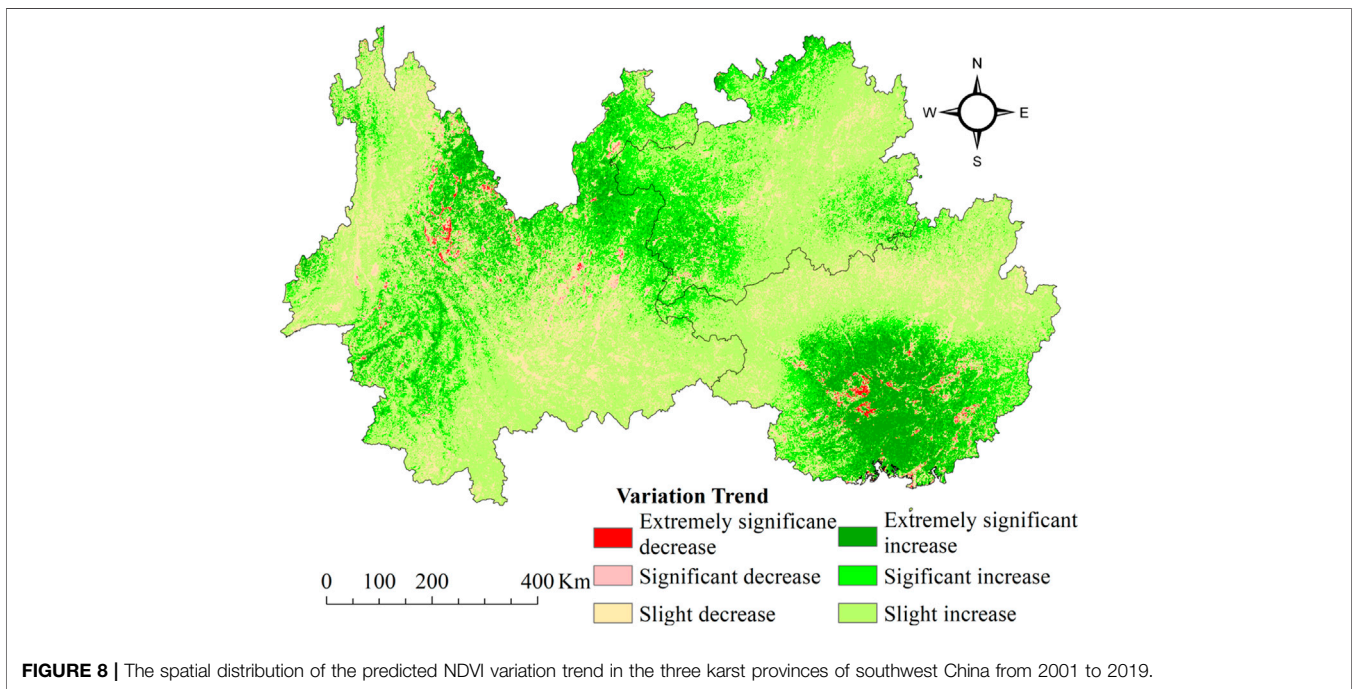 N
W E
S
Variation Trend
Extremely significane decrease
Extremely significant increase
Significant decrease
Sigificant increase
Slight decrease
Slight increase
0 100 200 400 Km
FIGURE 8 | The spatial distribution of the predicted NDVI variation trend in the three karst provinces of southwest China from 2001 to 2019.